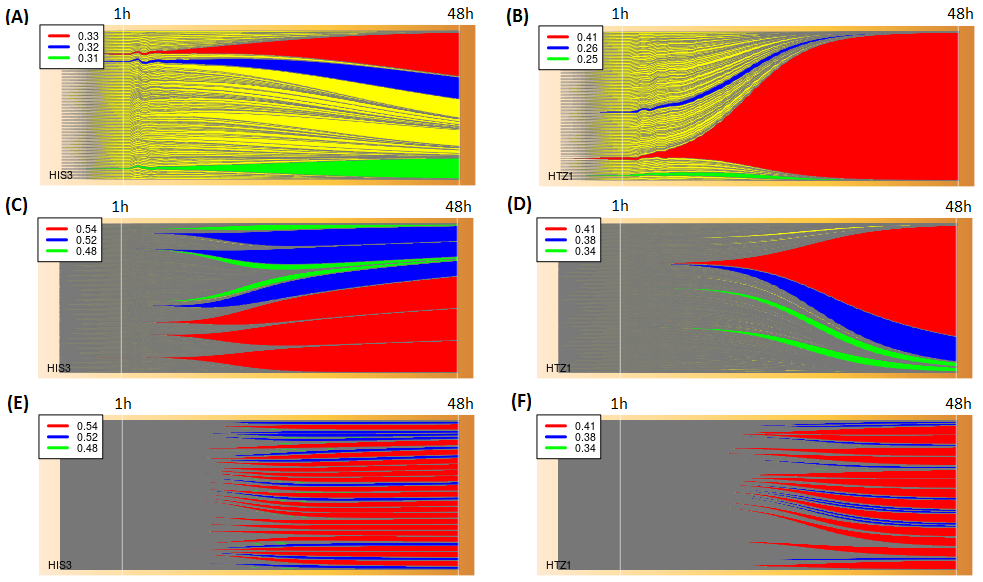 (A) 1h 48h
0.33
0.32
0.31
HIS3
(B) 1h 48h
0.41
0.26
0.25
HTZ1
(C) 1h 48h
0.54
0.52
0.48
HIS3
(D) 1h 48h
0.41
0.38
0.34
HTZ1
(E) 1h 48h
0.54
0.52
0.48
HIS3
(F) 1h 48h
0.41
0.38
0.34
HTZ1